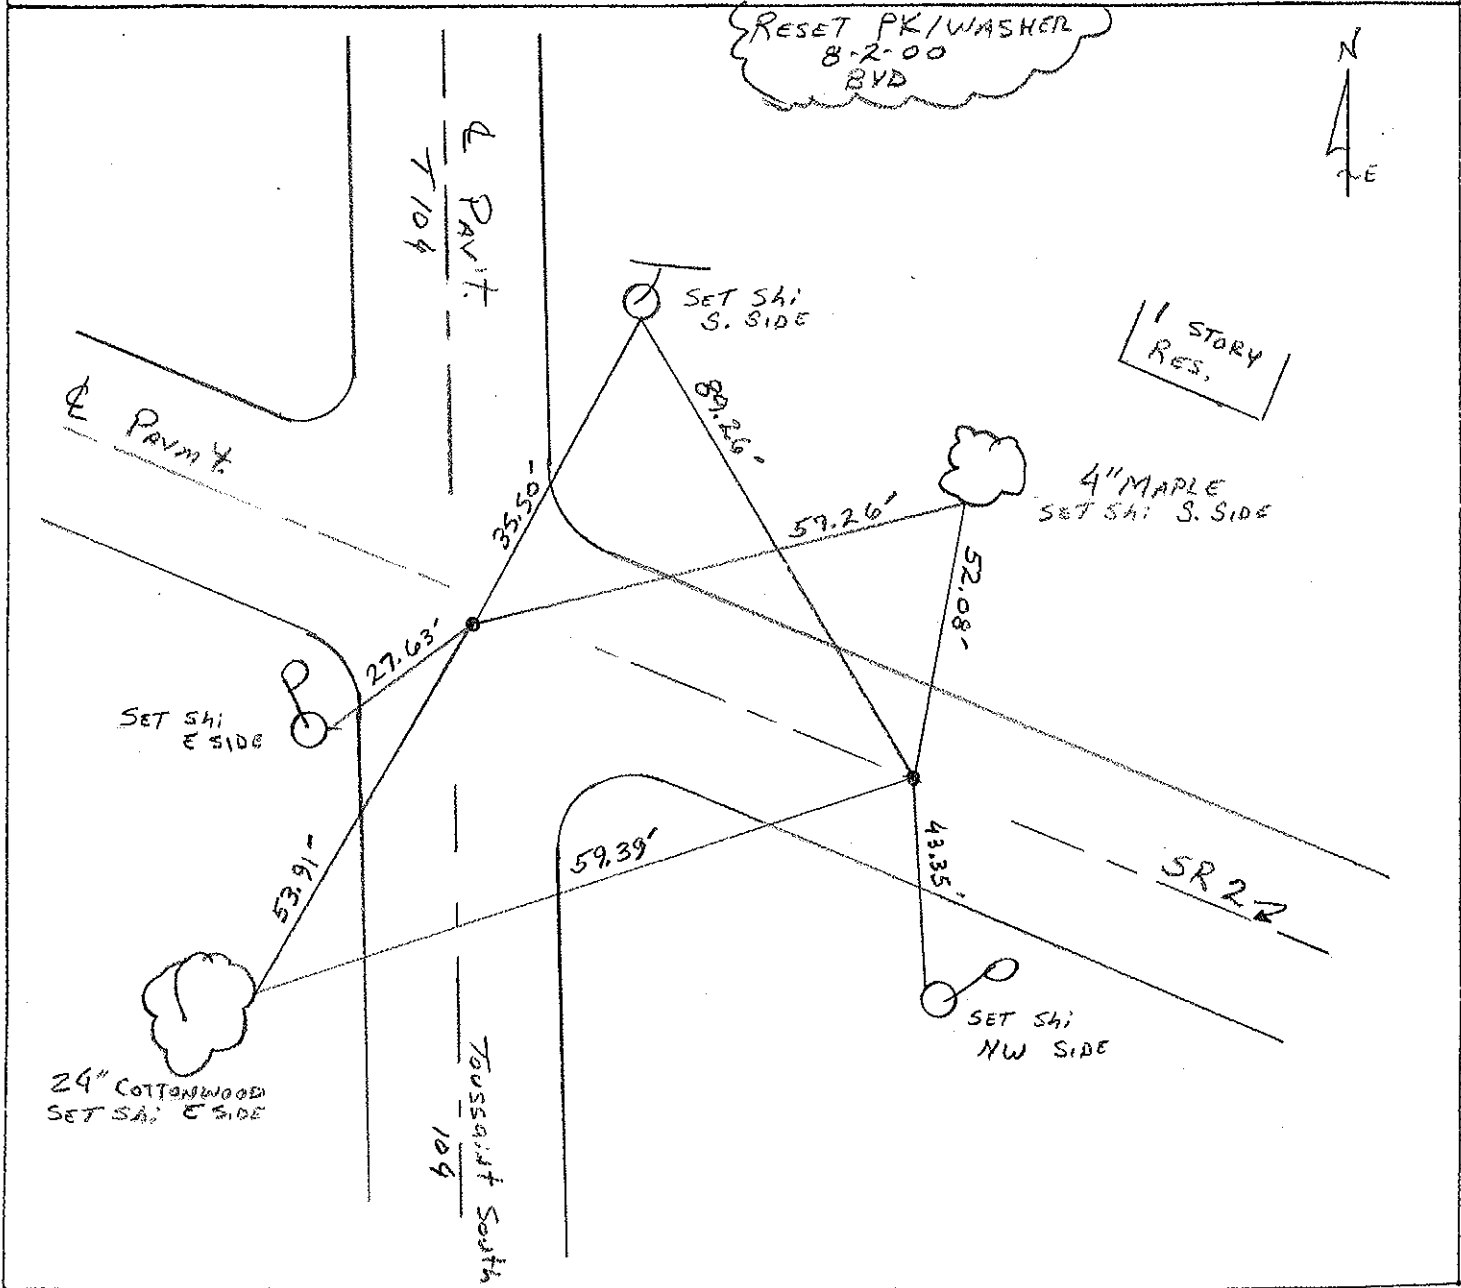 RESET PK/WASHER
8-2-00
BYD
N
E
℄ PAV'T.
T 104
SET Shi
S. SIDE
1 STORY
RES.
℄ PAVMT.
89.26'
4" MAPLE
SET Shi S. SIDE
35.50'
57.26'
52.08'
27.63'
SET Shi
E SIDE
59.39'
43.35'
SR 2
53.91'
SET Shi
NW SIDE
24" COTTONWOOD
SET Shi E SIDE
TOUSSAINT South
104